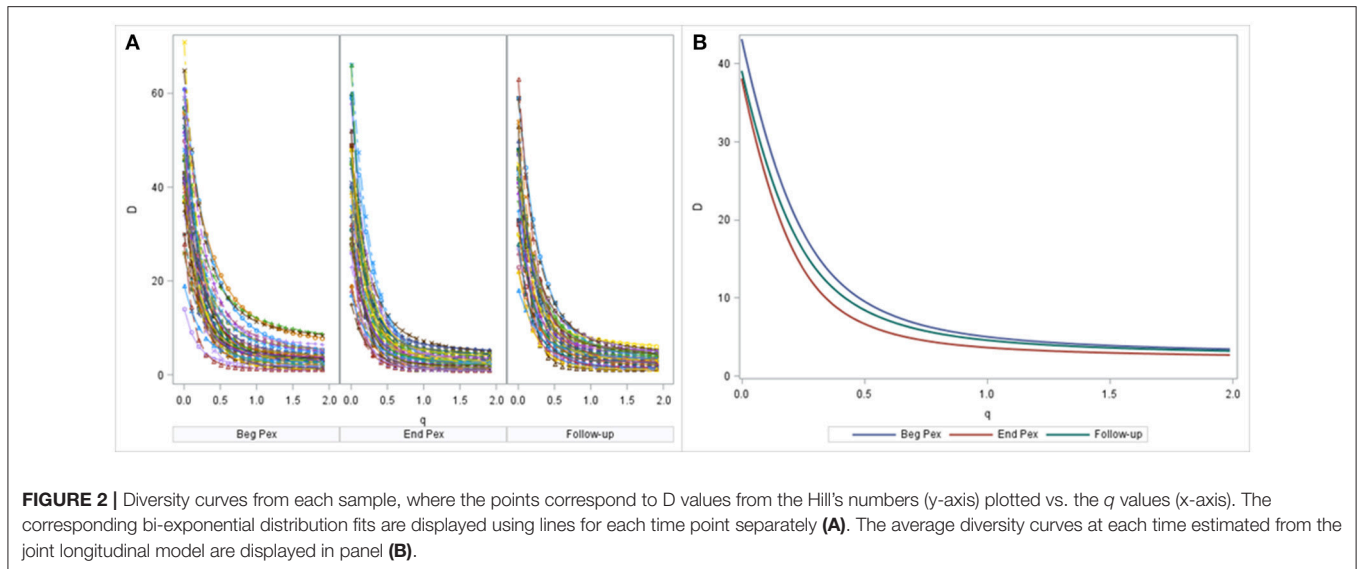 A
60
40
20
0
D
0.0 0.5 1.0 1.5 2.0 0.0 0.5 1.0 1.5 2.0 0.0 0.5 1.0 1.5 2.0
q
Beg Pex End Pex Follow-up
B
40
30
20
10
0
D
0.0 0.5 1.0 1.5 2.0
q
Beg Pex End Pex Follow-up
FIGURE 2 | Diversity curves from each sample, where the points correspond to D values from the Hill's numbers (y-axis) plotted vs. the q values (x-axis). The
corresponding bi-exponential distribution fits are displayed using lines for each time point separately (A). The average diversity curves at each time estimated from the
joint longitudinal model are displayed in panel (B).